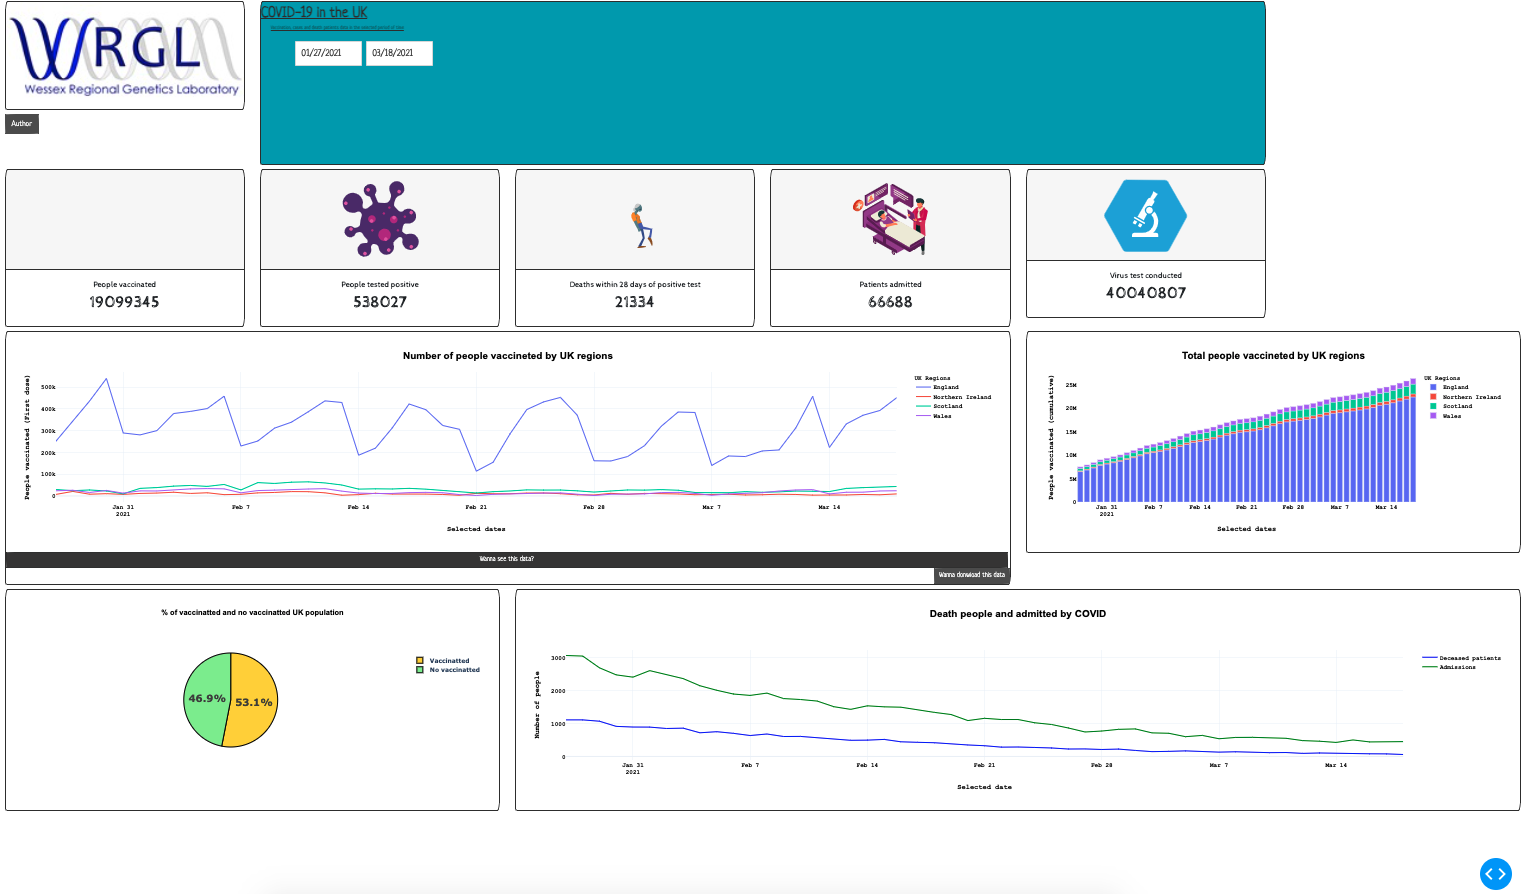 WRGL
Wessex Regional Genetics Laboratory
Author
COVID-19 in the UK
01/27/2021
03/18/2021
People vaccinated
19099345
People tested positive
538027
Deaths within 28 days of positive test
21334
Patients admitted
66688
Virus test conducted
40040807
Number of people vaccineted by UK regions
People vaccinated (First dose)
500k
400k
300k
200k
100k
0
Jan 31
2021
Feb 7
Feb 14
Feb 21
Feb 28
Mar 7
Mar 14
Selected dates
UK Regions
England
Northern Ireland
Scotland
Wales
Wanna see this data?
Wanna donwload this data
Total people vaccineted by UK regions
People vaccinated (cumulative)
25M
20M
15M
10M
5M
0
Jan 31
2021
Feb 7
Feb 14
Feb 21
Feb 28
Mar 7
Mar 14
Selected dates
UK Regions
England
Northern Ireland
Scotland
Wales
% of vaccinatted and no vaccinatted UK population
46.9%
53.1%
Vaccinatted
No vaccinatted
Death people and admitted by COVID
Number of people
3000
2000
1000
0
Jan 31
2021
Feb 7
Feb 14
Feb 21
Feb 28
Mar 7
Mar 14
Selected date
Deceased patients
Admissions